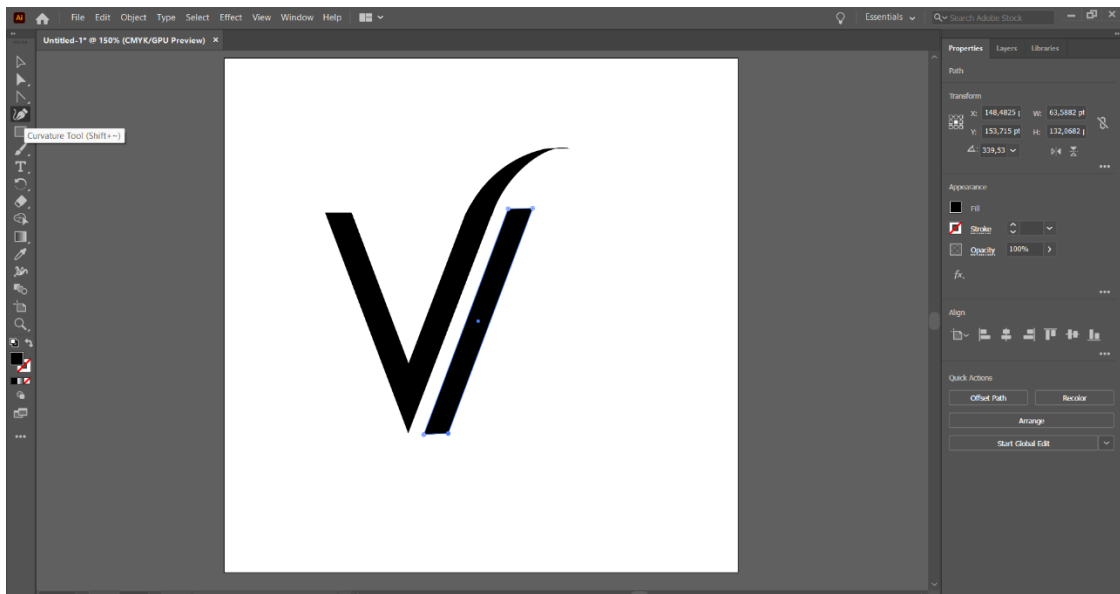 Ai File Edit Object Type Select Effect View Window Help Essentials Search Adobe Stock
Untitled-1* @ 150% (CMYK/GPU Preview) ×
Curvature Tool (Shift+~)
Properties Layers Libraries
Path
Transform
X: 148,4825 W: 63,5882 pt
Y: 153,715 pt H: 132,0682
339,53
Appearance
Fill
Stroke
Opacity 100%
fx.
Align
Quick Actions
Offset Path Recolor
Arrange
Start Global Edit